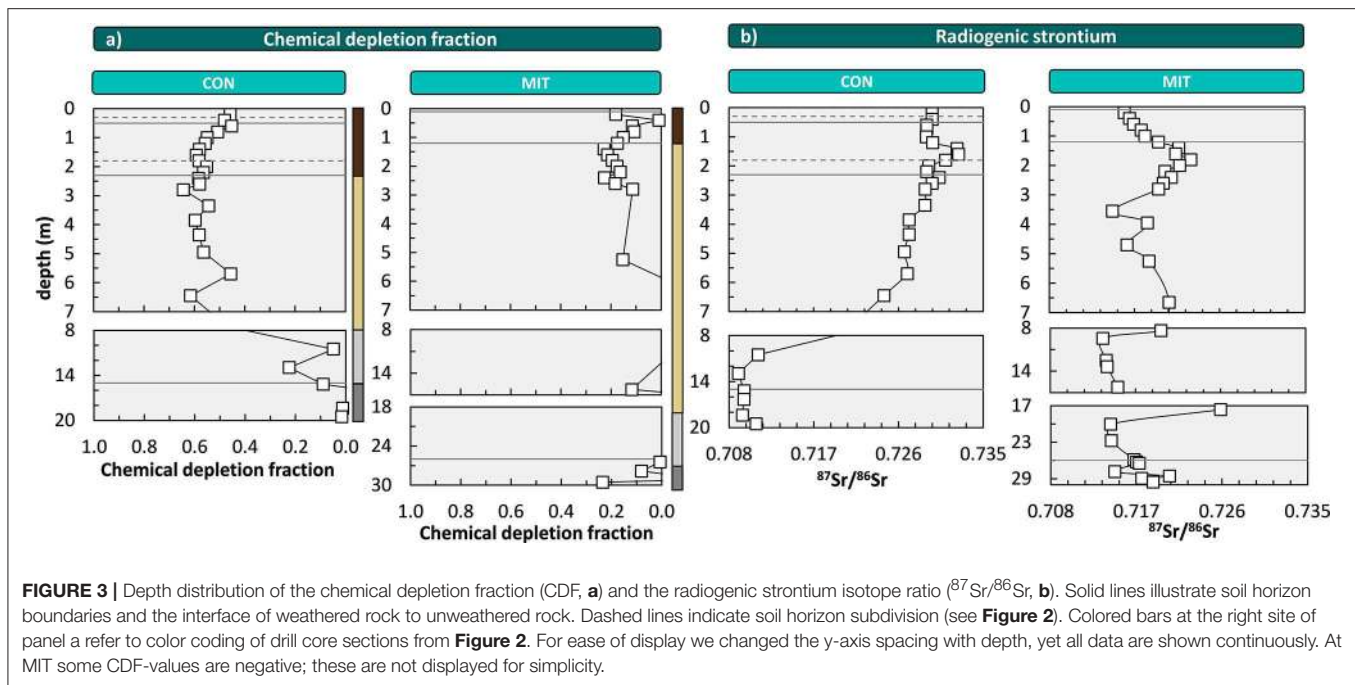 a) Chemical depletion fraction
CON
MIT
0
1
2
3
4
5
6
7
8
14
20
depth (m)
1.0 0.8 0.6 0.4 0.2 0.0
Chemical depletion fraction
0
1
2
3
4
5
6
7
8
14
18
24
30
1.0 0.8 0.6 0.4 0.2 0.0
Chemical depletion fraction
b) Radiogenic strontium
CON
MIT
0
1
2
3
4
5
6
7
8
14
20
0.708 0.717 0.726 0.735
⁸⁷Sr/⁸⁶Sr
0
1
2
3
4
5
6
7
8
14
17
23
29
0.708 0.717 0.726 0.735
⁸⁷Sr/⁸⁶Sr
FIGURE 3 | Depth distribution of the chemical depletion fraction (CDF, a) and the radiogenic strontium isotope ratio (⁸⁷Sr/⁸⁶Sr, b). Solid lines illustrate soil horizon
boundaries and the interface of weathered rock to unweathered rock. Dashed lines indicate soil horizon subdivision (see Figure 2). Colored bars at the right site of
panel a refer to color coding of drill core sections from Figure 2. For ease of display we changed the y-axis spacing with depth, yet all data are shown continuously. At
MIT some CDF-values are negative; these are not displayed for simplicity.